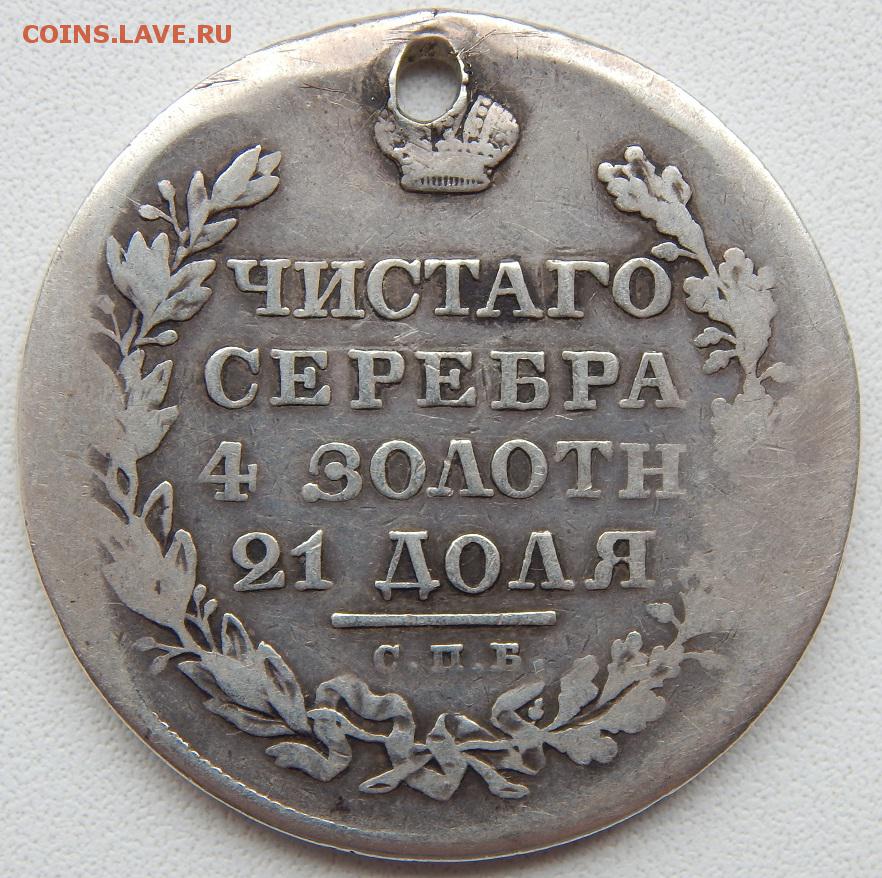 COINS.LAVE.RU
ЧИСТАГО
СЕРЕБРА
4 ЗОЛОТН
21 ДОЛЯ
С.П.Б.